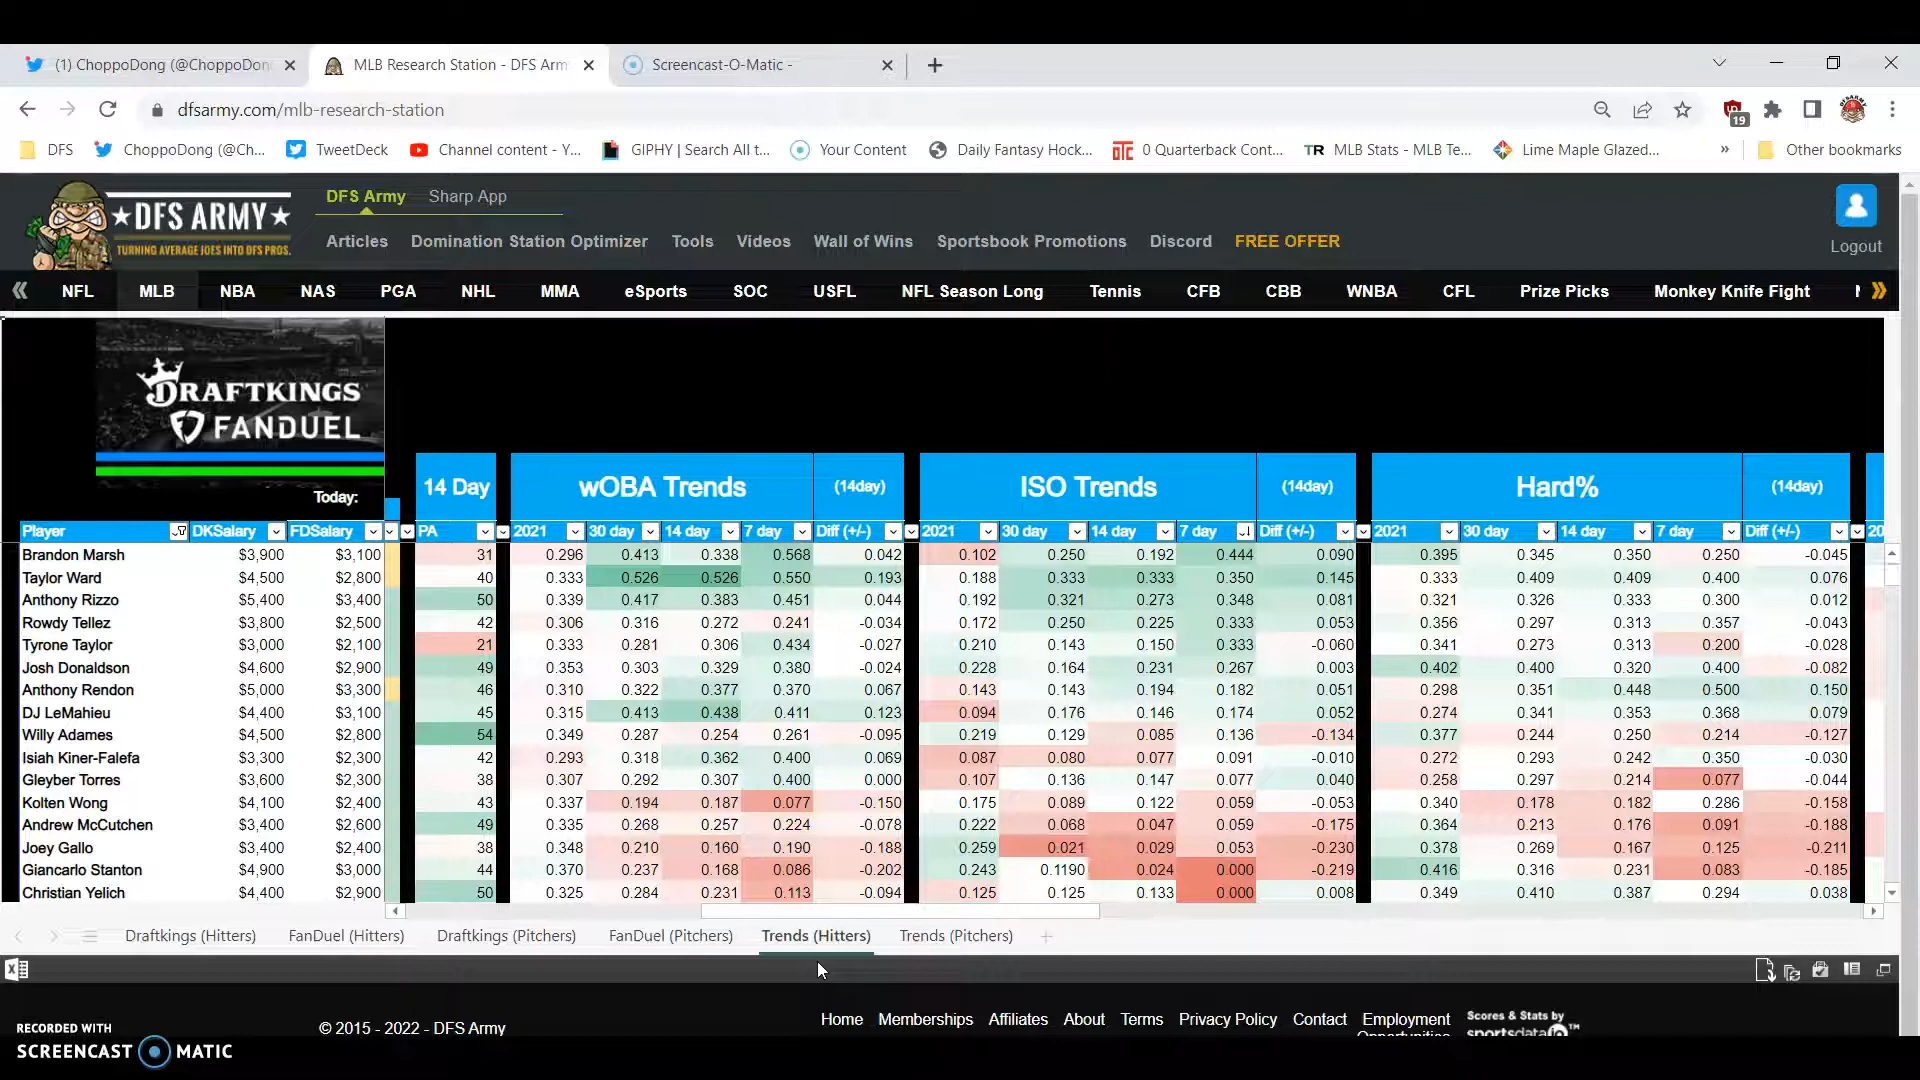 (1) ChoppoDong (@ChoppoDon
MLB Research Station - DFS Arm
Screencast-O-Matic -
dfsarmy.com/mlb-research-station
19
DFS
ChoppoDong (@Ch...
TweetDeck
Channel content - Y...
GIPHY | Search All t...
Your Content
Daily Fantasy Hock...
0 Quarterback Cont...
TR MLB Stats - MLB Te...
Lime Maple Glazed...
»
Other bookmarks
DFS ARMY
TURNING AVERAGE JOES INTO DFS PROS.
DFS Army Sharp App
Articles Domination Station Optimizer Tools Videos Wall of Wins Sportsbook Promotions Discord FREE OFFER
Logout
NFL MLB NBA NAS PGA NHL MMA eSports SOC USFL NFL Season Long Tennis CFB CBB WNBA CFL Prize Picks Monkey Knife Fight
DRAFTKINGS
FANDUEL
Today:
14 Day wOBA Trends (14day) ISO Trends (14day) Hard% (14day)
Player DKSalary FDSalary PA 2021 30 day 14 day 7 day Diff (+/-) 2021 30 day 14 day 7 day Diff (+/-) 2021 30 day 14 day 7 day Diff (+/-) 20
Brandon Marsh $3,900 $3,100 31 0.296 0.413 0.338 0.568 0.042 0.102 0.250 0.192 0.444 0.090 0.395 0.345 0.350 0.250 -0.045
Taylor Ward $4,500 $2,800 40 0.333 0.526 0.526 0.550 0.193 0.188 0.333 0.333 0.350 0.145 0.333 0.409 0.409 0.400 0.076
Anthony Rizzo $5,400 $3,400 50 0.339 0.417 0.383 0.451 0.044 0.192 0.321 0.273 0.348 0.081 0.321 0.326 0.333 0.300 0.012
Rowdy Tellez $3,800 $2,500 42 0.306 0.316 0.272 0.241 -0.034 0.172 0.250 0.225 0.333 0.053 0.356 0.297 0.313 0.357 -0.043
Tyrone Taylor $3,000 $2,100 21 0.333 0.281 0.306 0.434 -0.027 0.210 0.143 0.150 0.333 -0.060 0.341 0.273 0.313 0.200 -0.028
Josh Donaldson $4,600 $2,900 49 0.353 0.303 0.329 0.380 -0.024 0.228 0.164 0.231 0.267 0.003 0.402 0.400 0.320 0.400 -0.082
Anthony Rendon $5,000 $3,300 46 0.310 0.322 0.377 0.370 0.067 0.143 0.143 0.194 0.182 0.051 0.298 0.351 0.448 0.500 0.150
DJ LeMahieu $4,400 $3,100 45 0.315 0.413 0.438 0.411 0.123 0.094 0.176 0.146 0.174 0.052 0.274 0.341 0.353 0.368 0.079
Willy Adames $4,500 $2,800 54 0.349 0.287 0.254 0.261 -0.095 0.219 0.129 0.085 0.136 -0.134 0.377 0.244 0.250 0.214 -0.127
Isiah Kiner-Falefa $3,300 $2,300 42 0.293 0.318 0.362 0.400 0.069 0.087 0.080 0.077 0.091 -0.010 0.272 0.293 0.242 0.350 -0.030
Gleyber Torres $3,600 $2,300 38 0.307 0.292 0.307 0.400 0.000 0.107 0.136 0.147 0.077 0.040 0.258 0.297 0.214 0.077 -0.044
Kolten Wong $4,100 $2,400 43 0.337 0.194 0.187 0.077 -0.150 0.175 0.089 0.122 0.059 -0.053 0.340 0.178 0.182 0.286 -0.158
Andrew McCutchen $3,400 $2,600 49 0.335 0.268 0.257 0.224 -0.078 0.222 0.068 0.047 0.059 -0.175 0.364 0.213 0.176 0.091 -0.188
Joey Gallo $3,400 $2,400 38 0.348 0.210 0.160 0.190 -0.188 0.259 0.021 0.029 0.053 -0.230 0.378 0.269 0.167 0.125 -0.211
Giancarlo Stanton $4,900 $3,000 44 0.370 0.237 0.168 0.086 -0.202 0.243 0.1190 0.024 0.000 -0.219 0.416 0.316 0.231 0.083 -0.185
Christian Yelich $4,400 $2,900 50 0.325 0.284 0.231 0.113 -0.094 0.125 0.125 0.133 0.000 0.008 0.349 0.410 0.387 0.294 0.038
Draftkings (Hitters) FanDuel (Hitters) Draftkings (Pitchers) FanDuel (Pitchers) Trends (Hitters) Trends (Pitchers)
© 2015 - 2022 - DFS Army
Home Memberships Affiliates About Terms Privacy Policy Contact Employment
Opportunities
Scores & Stats by
sportsdataio™
RECORDED WITH
SCREENCAST MATIC